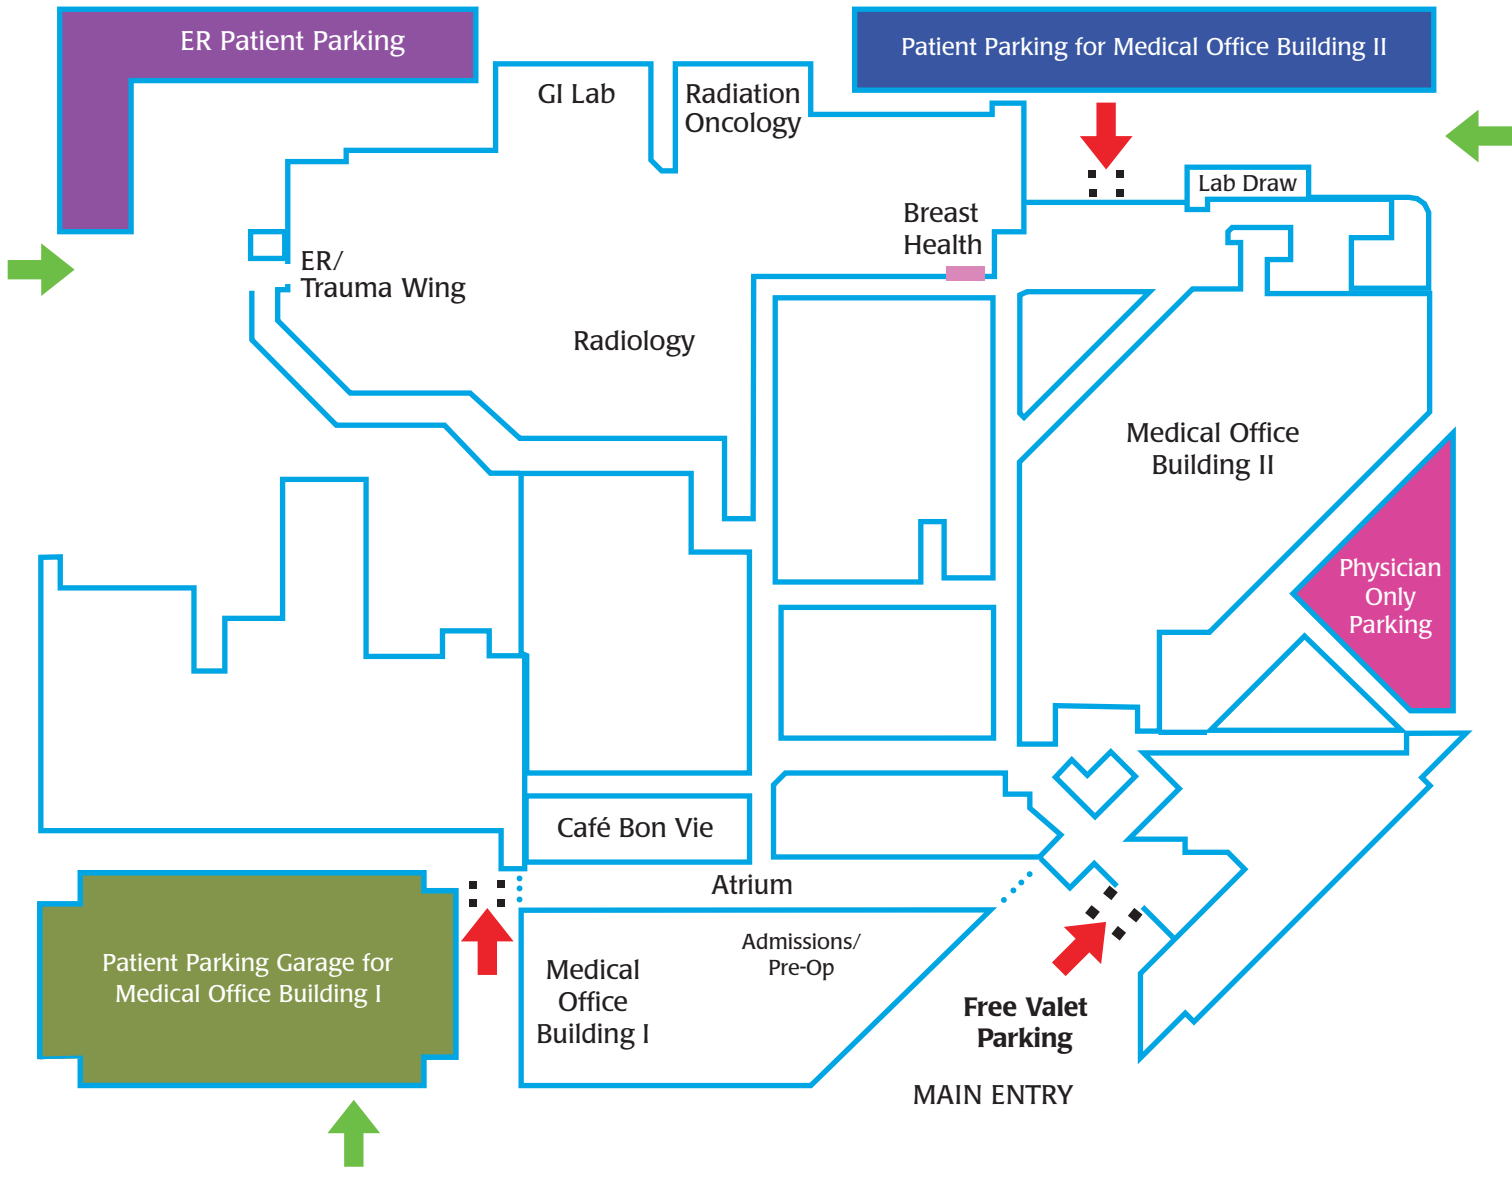 ER Patient Parking
Patient Parking for Medical Office Building II
GI Lab
Radiation
Oncology
Lab Draw
Breast
Health
ER/
Trauma Wing
Radiology
Medical Office
Building II
Physician
Only
Parking
Café Bon Vie
Atrium
Admissions/
Pre-Op
Patient Parking Garage for
Medical Office Building I
Medical
Office
Building I
Free Valet
Parking
MAIN ENTRY